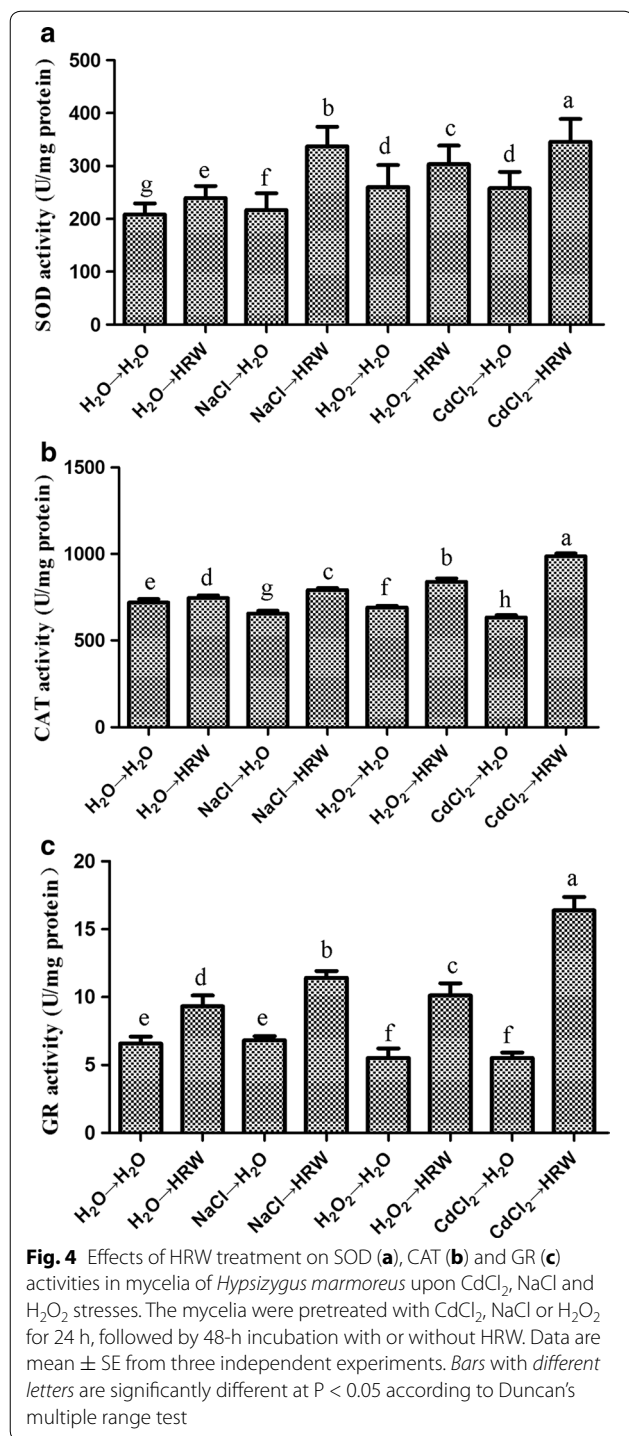 a
SOD activity (U/mg protein)
500
400
300
200
100
0
g
e
f
b
d
c
d
a
H₂O→H₂O
H₂O→HRW
NaCl→H₂O
NaCl→HRW
H₂O₂→H₂O
H₂O₂→HRW
CdCl₂→H₂O
CdCl₂→HRW
b
CAT activity (U/mg protein)
1500
1000
500
0
e
d
g
c
f
b
h
a
H₂O→H₂O
H₂O→HRW
NaCl→H₂O
NaCl→HRW
H₂O₂→H₂O
H₂O₂→HRW
CdCl₂→H₂O
CdCl₂→HRW
c
GR activity (U/mg protein)
20
15
10
5
0
e
d
e
b
f
c
f
a
H₂O→H₂O
H₂O→HRW
NaCl→H₂O
NaCl→HRW
H₂O₂→H₂O
H₂O₂→HRW
CdCl₂→H₂O
CdCl₂→HRW
Fig. 4 Effects of HRW treatment on SOD (a), CAT (b) and GR (c)
activities in mycelia of Hypsizygus marmoreus upon CdCl₂, NaCl and
H₂O₂ stresses. The mycelia were pretreated with CdCl₂, NaCl or H₂O₂
for 24 h, followed by 48-h incubation with or without HRW. Data are
mean ± SE from three independent experiments. Bars with different
letters are significantly different at P < 0.05 according to Duncan's
multiple range test